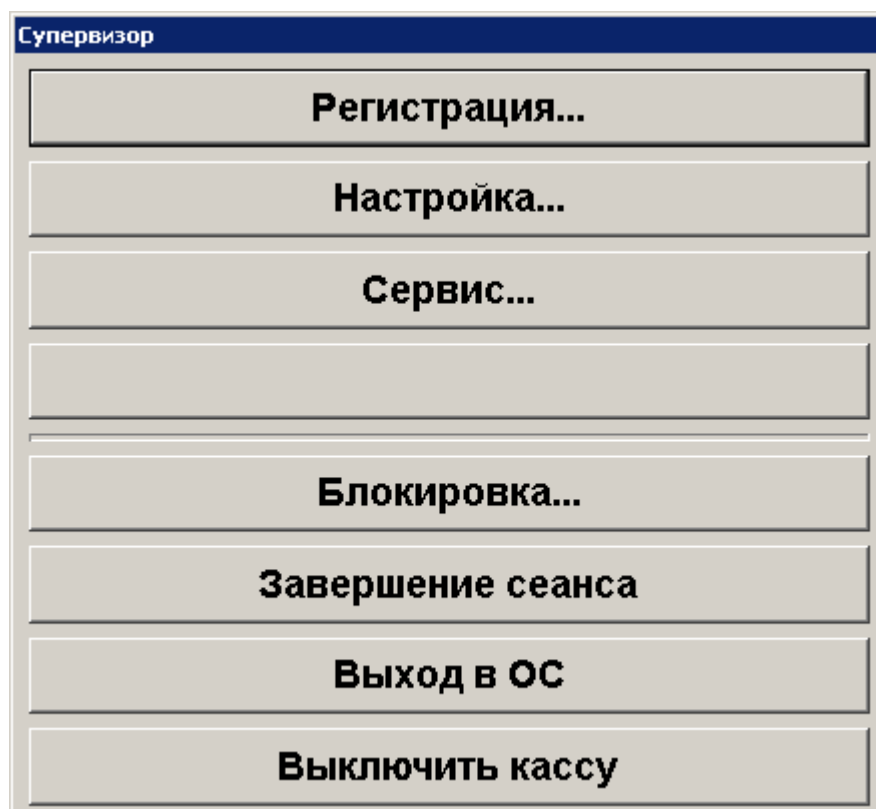 Супервизор
Регистрация...
Настройка...
Сервис...
Блокировка...
Завершение сеанса
Выход в ОС
Выключить кассу